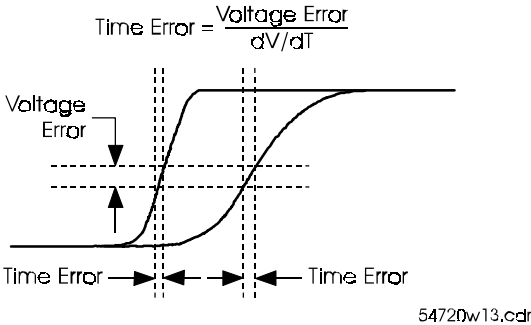 Time Error = Voltage Error
dV/dT
Voltage
Error
Time Error
Time Error
54720w13.cdr